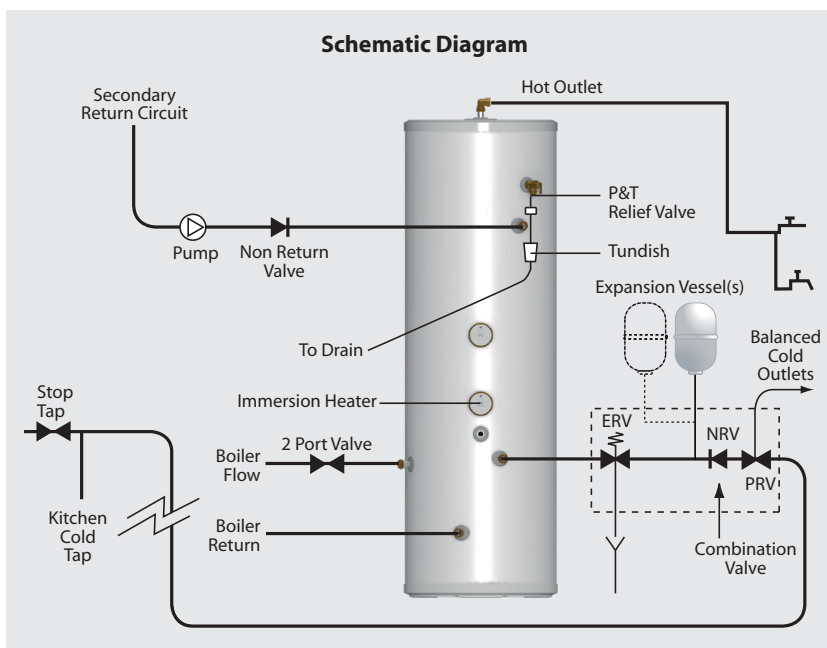 Schematic Diagram
Secondary
Return Circuit
Hot Outlet
P&T
Relief Valve
Pump
Non Return
Valve
Tundish
Expansion Vessel(s)
To Drain
Balanced
Cold
Outlets
Stop
Tap
Immersion Heater
ERV
NRV
2 Port Valve
Boiler
Flow
PRV
Kitchen
Cold
Tap
Boiler
Return
Combination
Valve